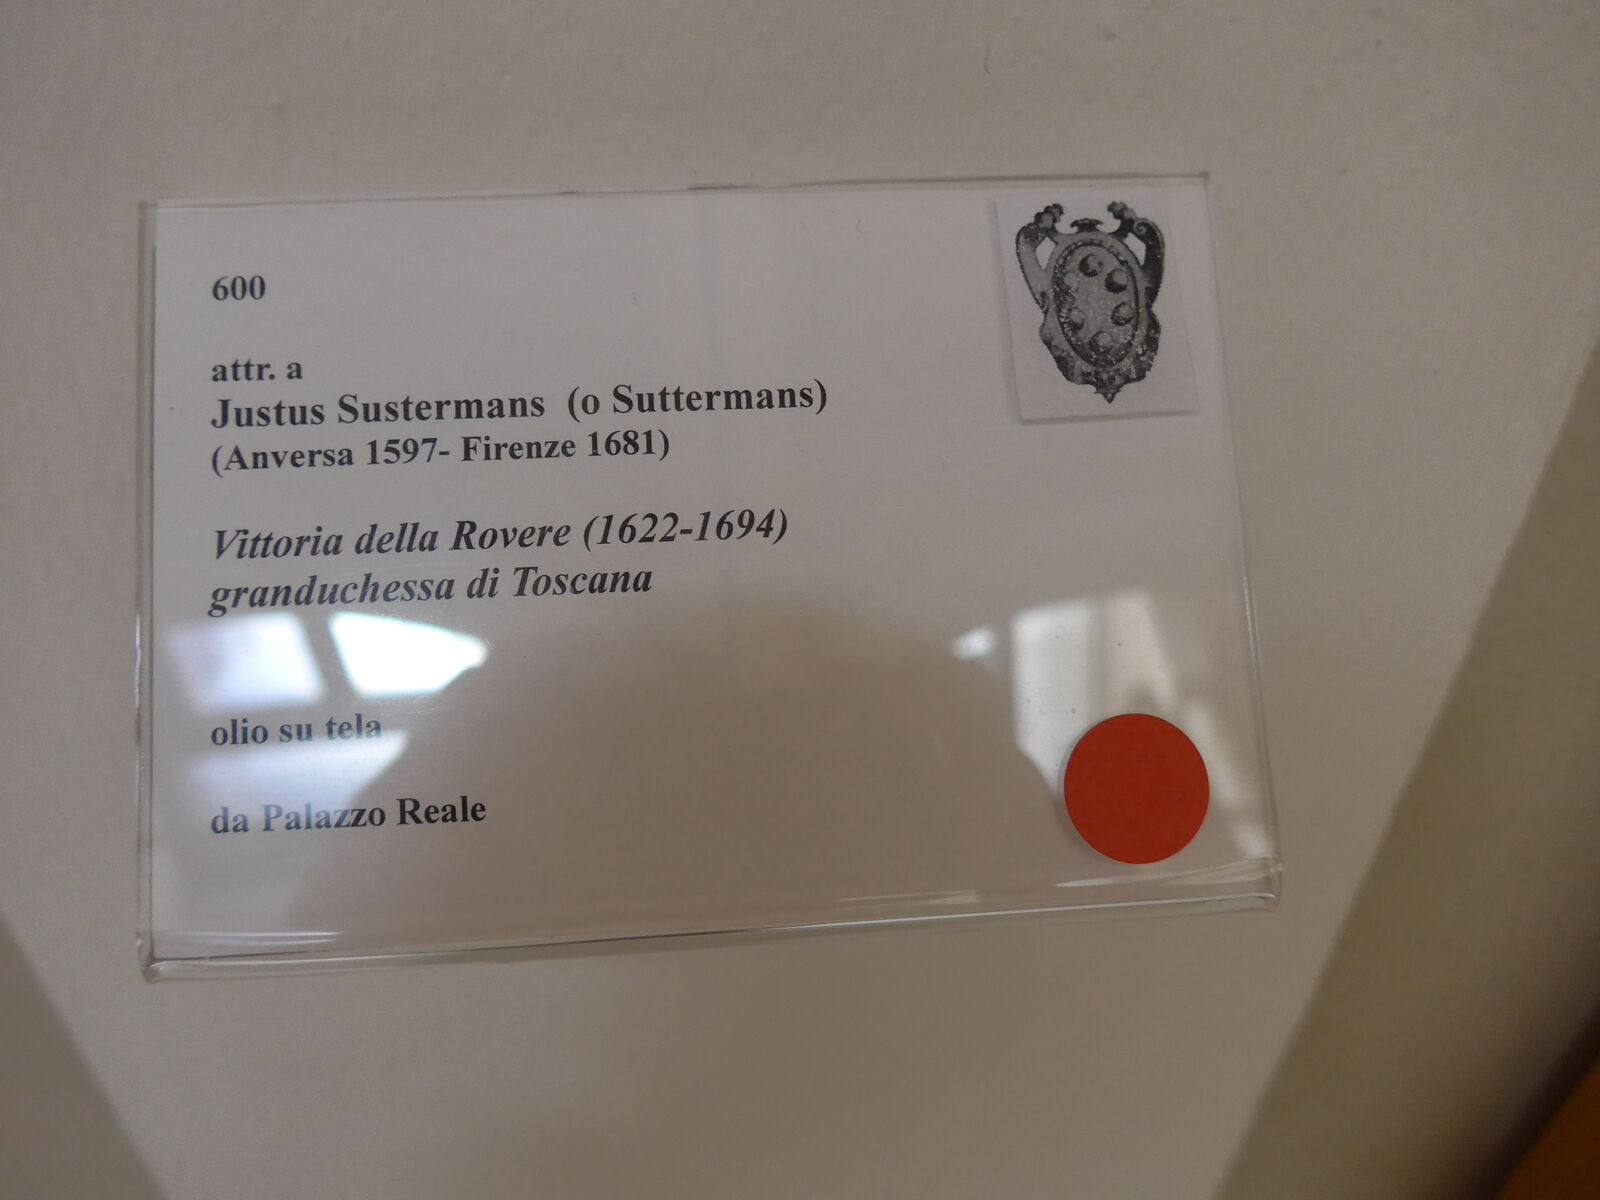 600
attr. a
Justus Sustermans (o Suttermans)
(Anversa 1597- Firenze 1681)
Vittoria della Rovere (1622-1694)
granduchessa di Toscana
olio su tela
da Palazzo Reale